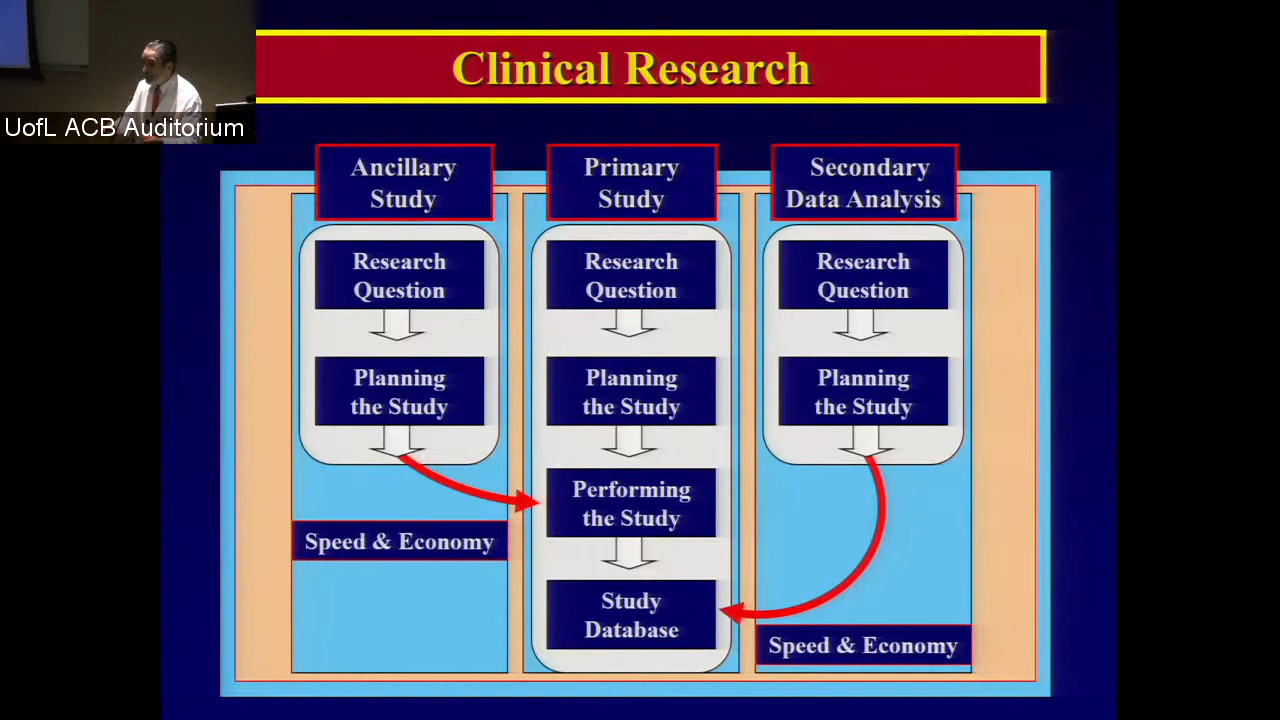 Clinical Research
UofL ACB Auditorium
Ancillary
Study
Primary
Study
Secondary
Data Analysis
Research
Question
Research
Question
Research
Question
Planning
the Study
Planning
the Study
Planning
the Study
Performing
the Study
Speed & Economy
Study
Database
Speed & Economy